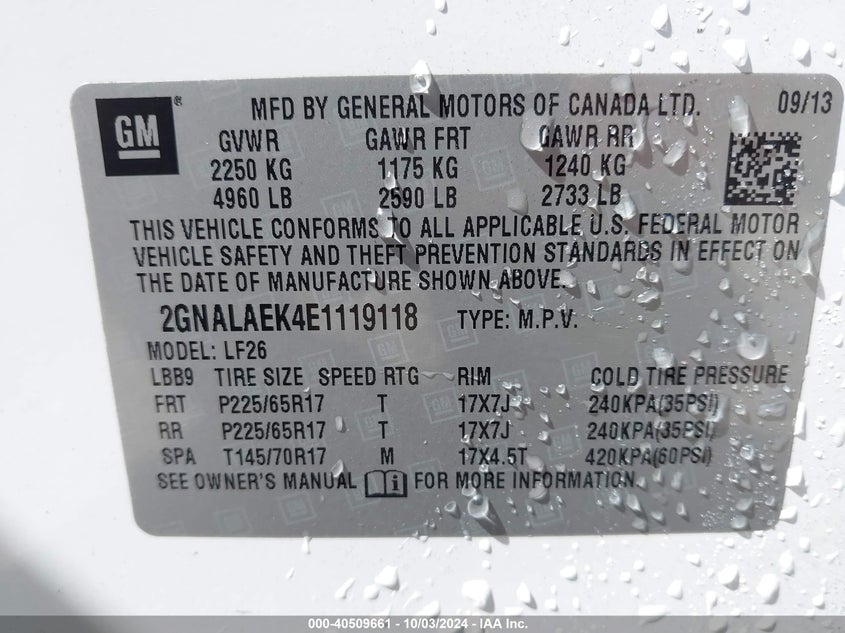 GM ® MFD BY GENERAL MOTORS OF CANADA LTD. 09/13
GVWR GAWR FRT GAWR RR
2250 KG 1175 KG 1240 KG
4960 LB 2590 LB 2733 LB
THIS VEHICLE CONFORMS TO ALL APPLICABLE U.S. FEDERAL MOTOR
VEHICLE SAFETY AND THEFT PREVENTION STANDARDS IN EFFECT ON
THE DATE OF MANUFACTURE SHOWN ABOVE.
2GNALAEK4E1119118 TYPE: M.P.V.
MODEL: LF26
LBB9 TIRE SIZE SPEED RTG RIM COLD TIRE PRESSURE
FRT P225/65R17 T 17X7J 240KPA(35PSI)
RR P225/65R17 T 17X7J 240KPA(35PSI)
SPA T145/70R17 M 17X4.5T 420KPA(60PSI)
SEE OWNER'S MANUAL i FOR MORE INFORMATION.
000-40509661 - 10/03/2024 - IAA Inc.